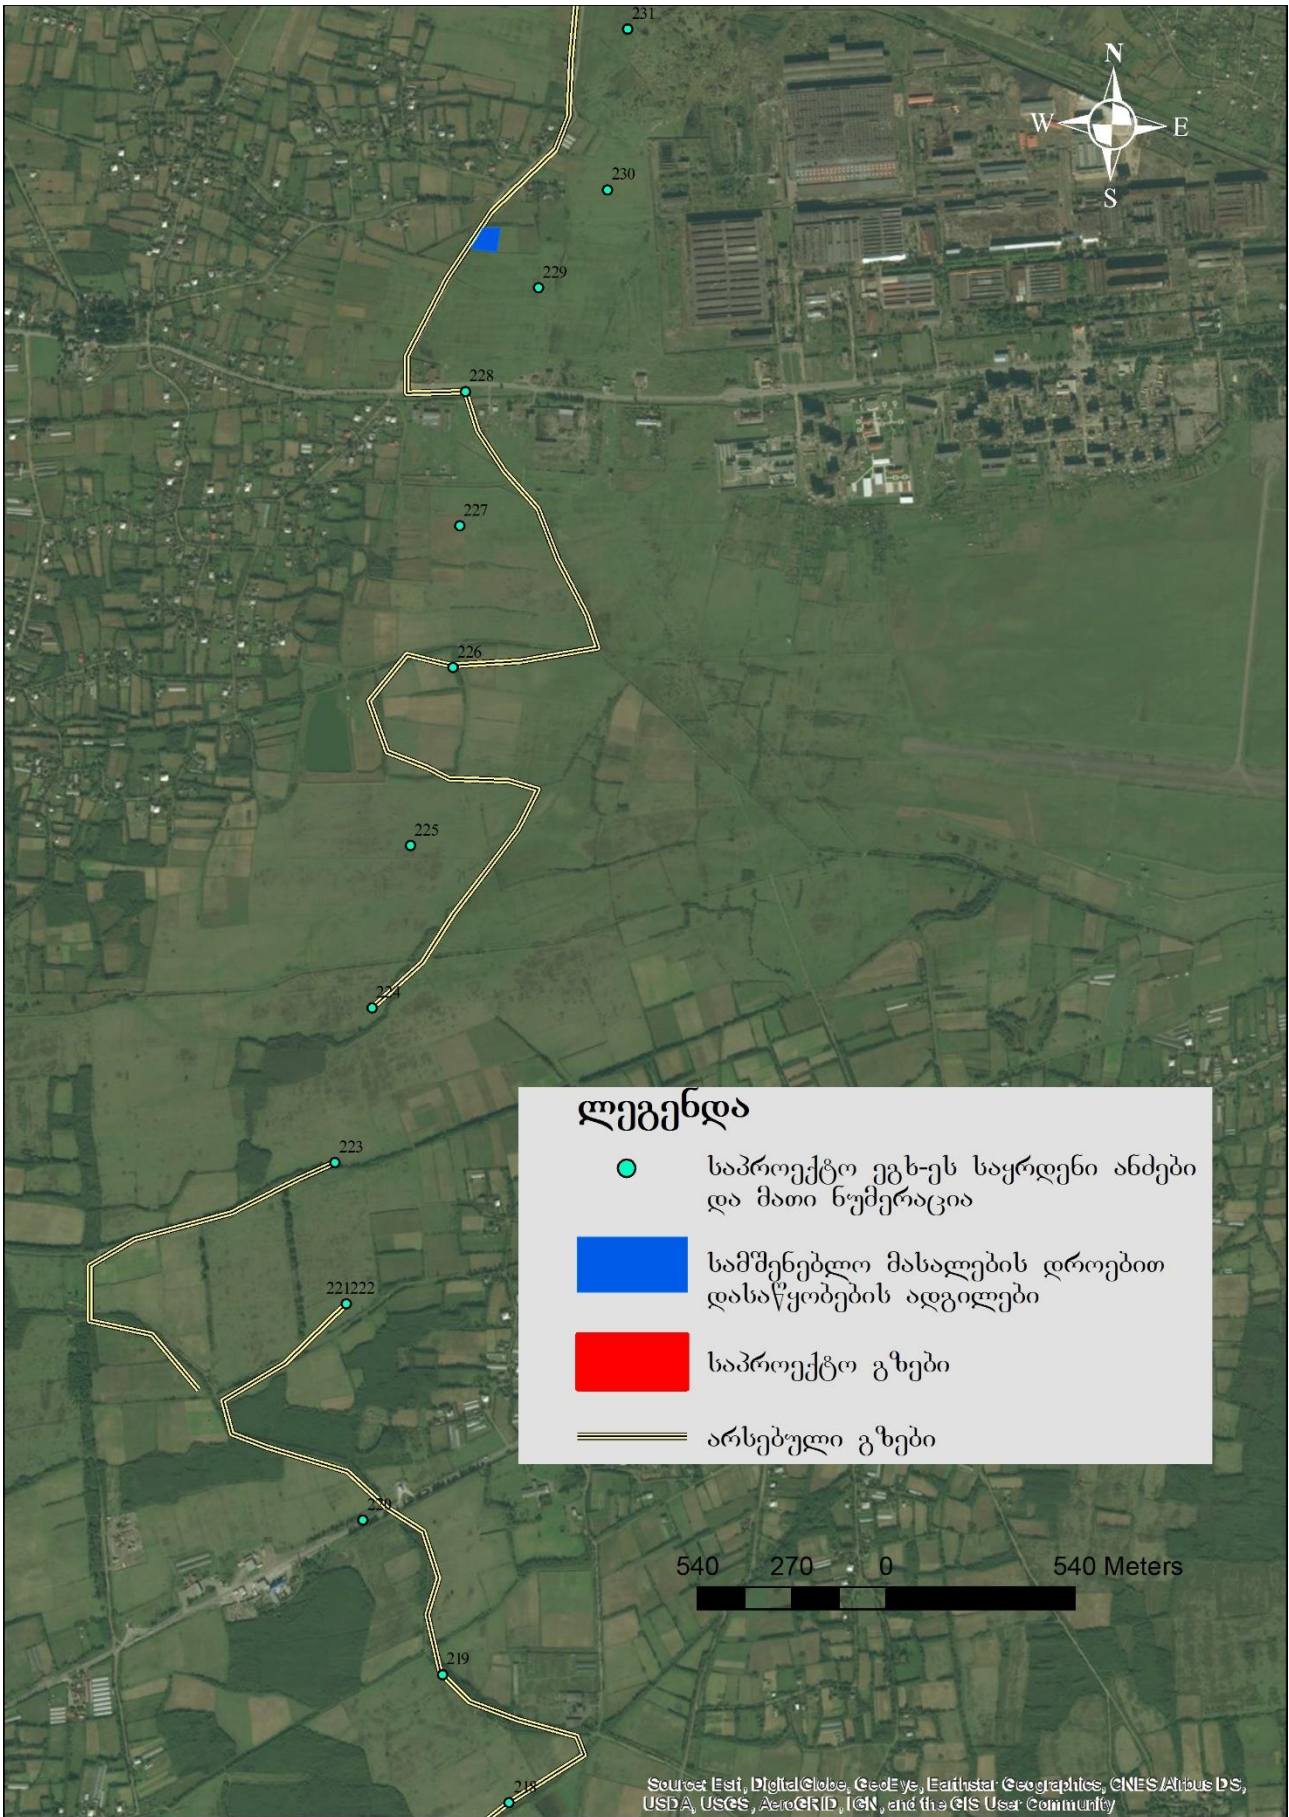 231
N
W E
S
230
229
228
227
226
225
224
ლეგენდა
საპროექტო ეგხ-ეს საყრდენი ანძები
და მათი ნუმერაცია
სამშენებლო მასალების დროებით
დასაწყობების ადგილები
საპროექტო გზები
არსებული გზები
223
221222
220
540 270 0 540 Meters
219
218
Source: Esri, DigitalGlobe, GeoEye, Earthstar Geographics, CNES/Airbus DS,
USDA, USGS, AeroGRID, IGN, and the GIS User Community